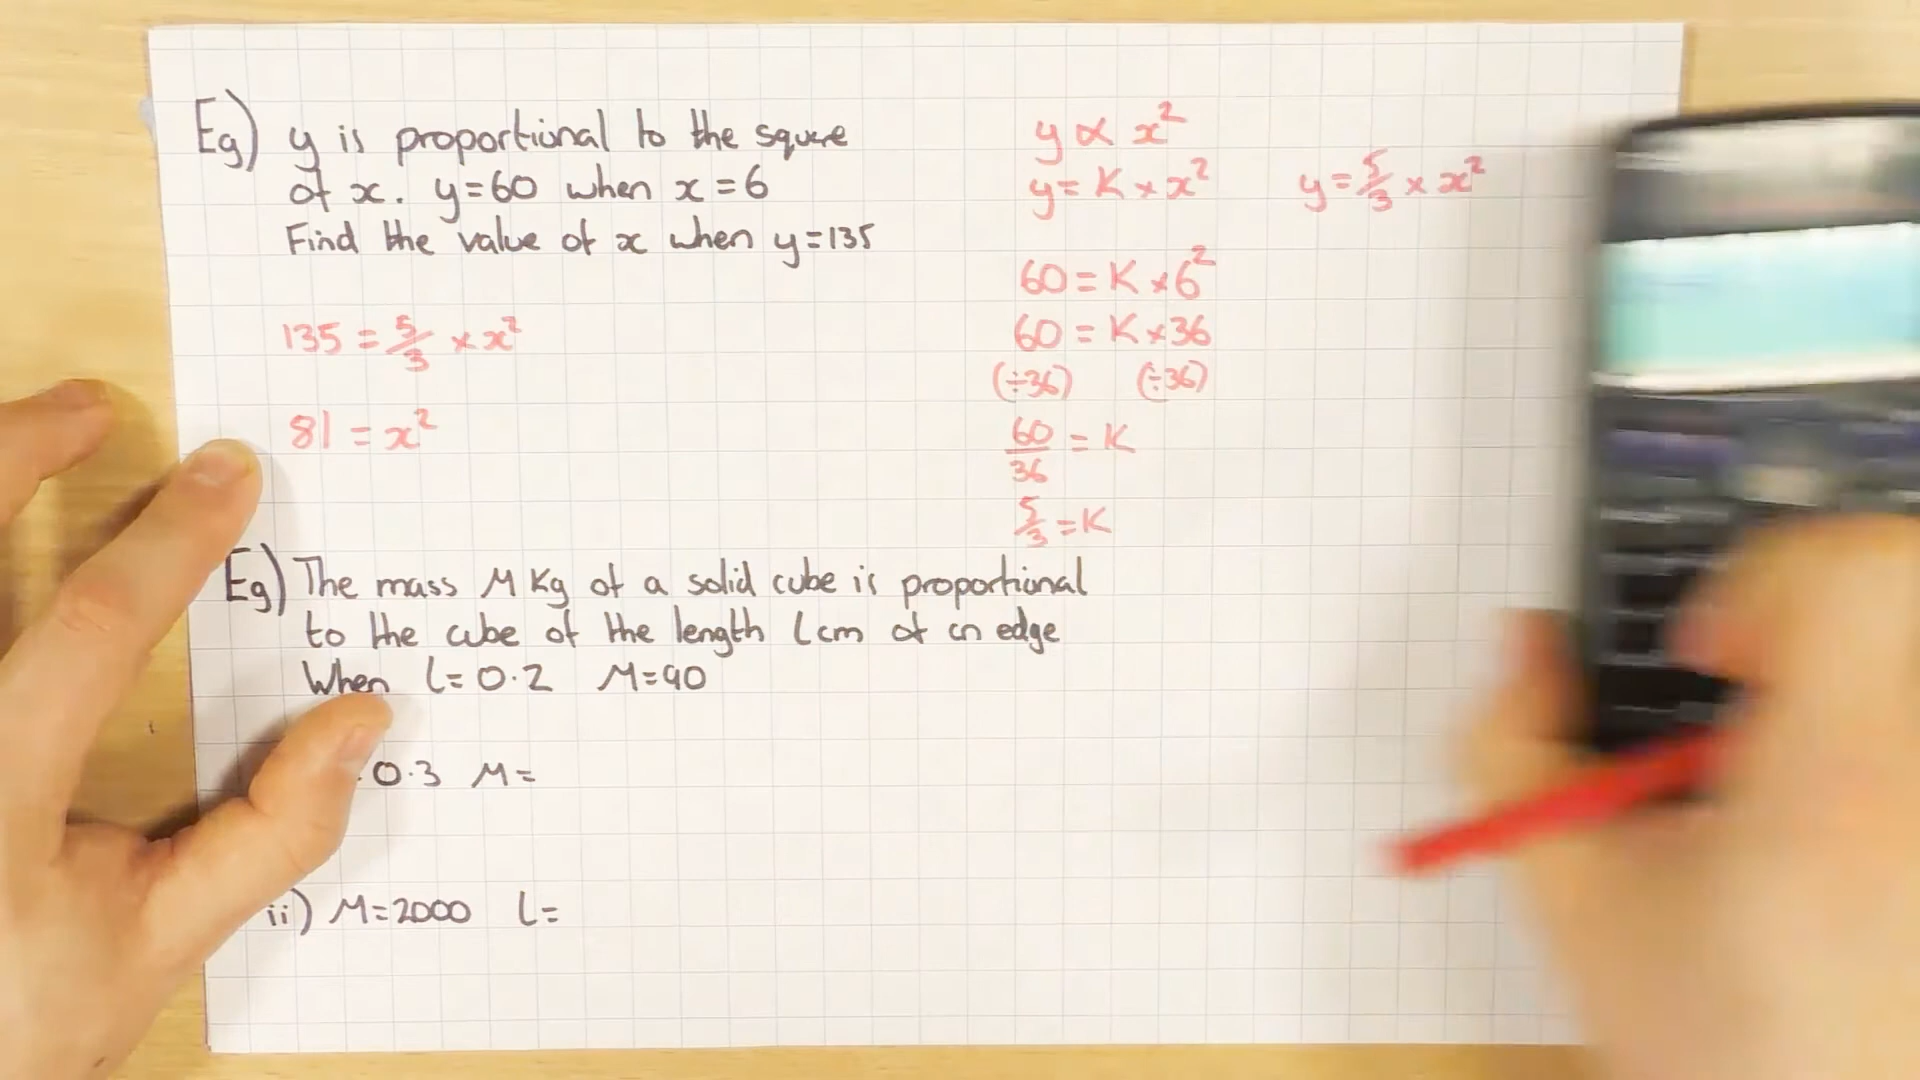 Eg) y is proportional to the square
of x. y=60 when x=6
Find the value of x when y=135
135 = 5/3 × x²
81 = x²
y ∝ x²
y = K × x²
y = 5/3 × x²
60 = K × 6²
60 = K × 36
(÷36) (÷36)
60/36 = K
5/3 = K
Eg) The mass M Kg of a solid cube is proportional
to the cube of the length l cm of an edge
When l=0.2 M=90
0.3 M=
ii) M=2000 l=